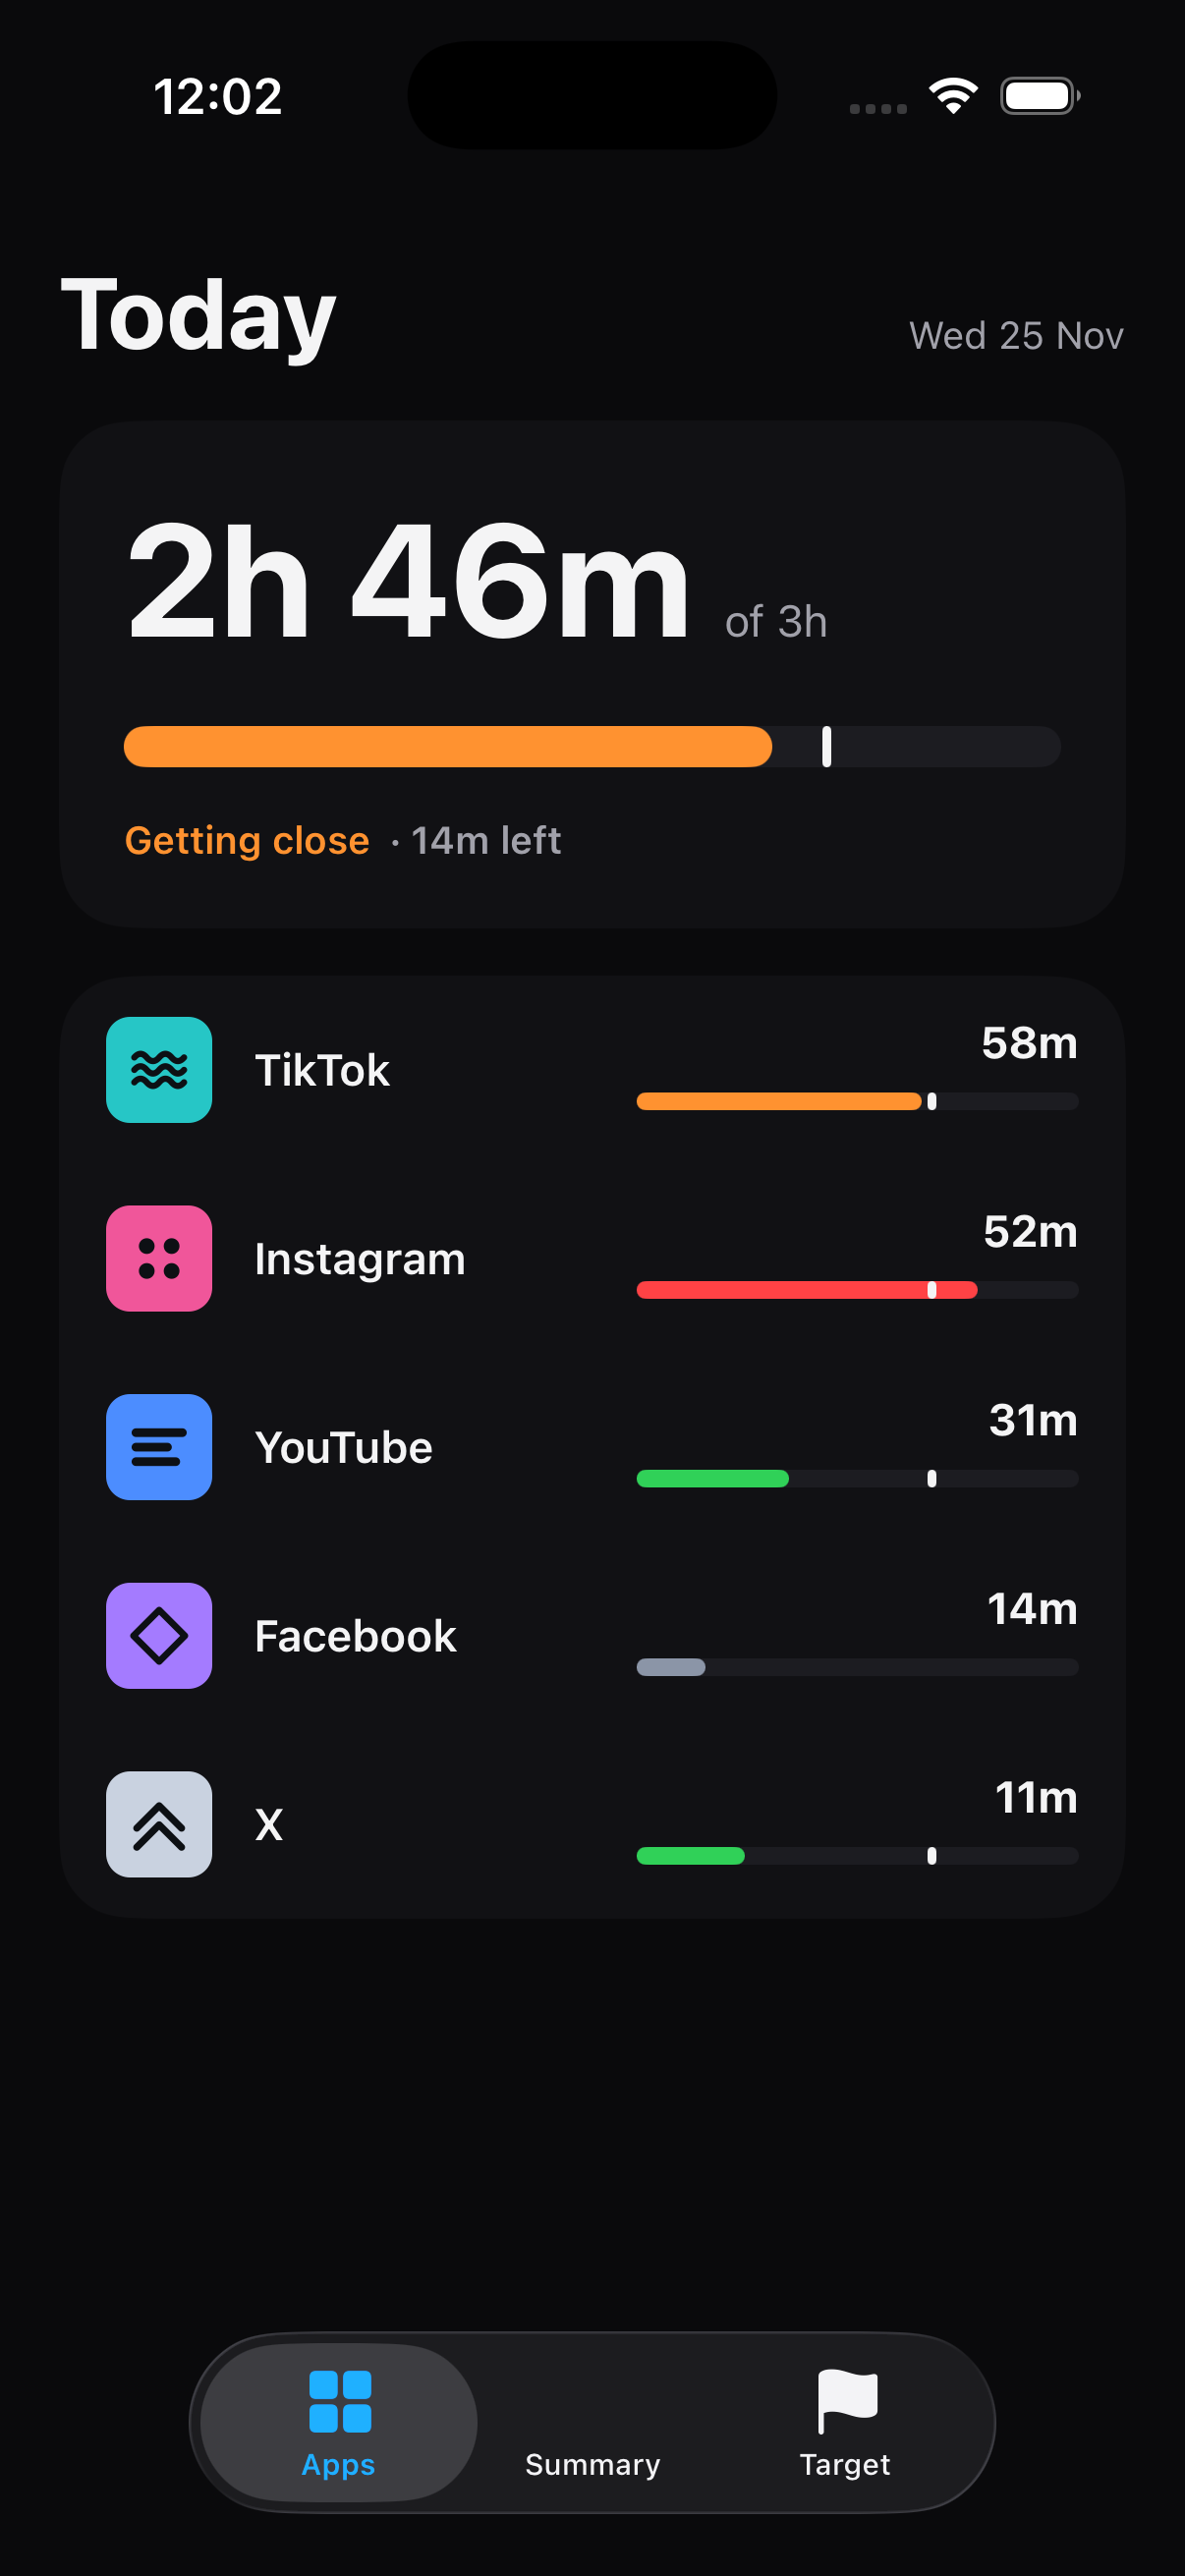 12:02
Today
Wed 25 Nov
2h 46m of 3h
Getting close · 14m left
TikTok
58m
Instagram
52m
YouTube
31m
Facebook
14m
X
11m
Apps
Summary
Target